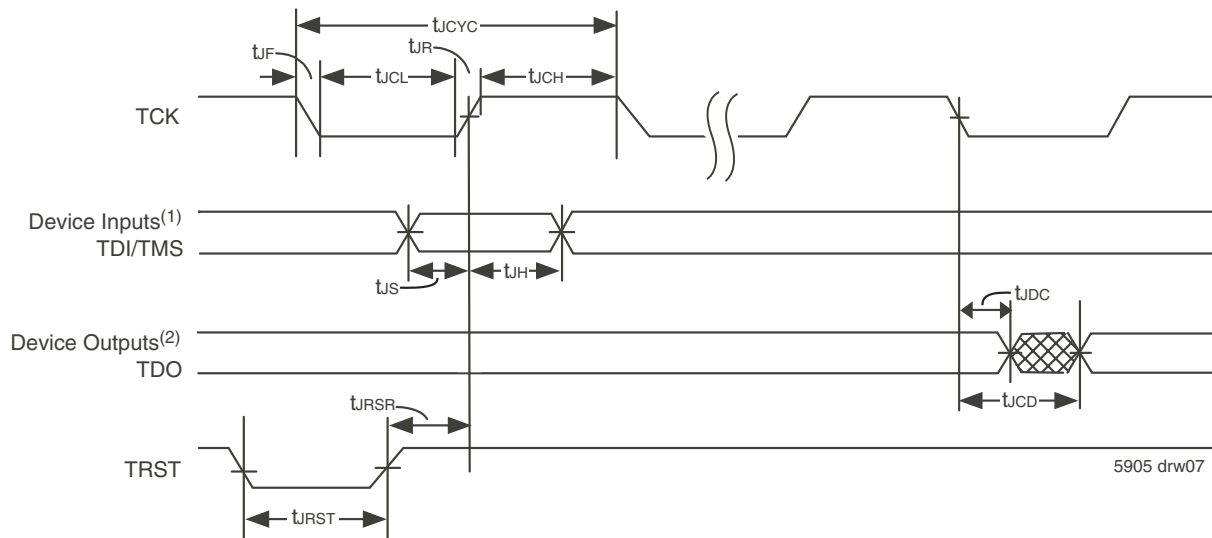 tJCYC
tJF
tJCL
tJR
tJCH
TCK
Device Inputs(1)
TDI/TMS
tJS
tJH
tJDC
Device Outputs(2)
TDO
tJRSR
tJCD
TRST
5905 drw07
tJRST